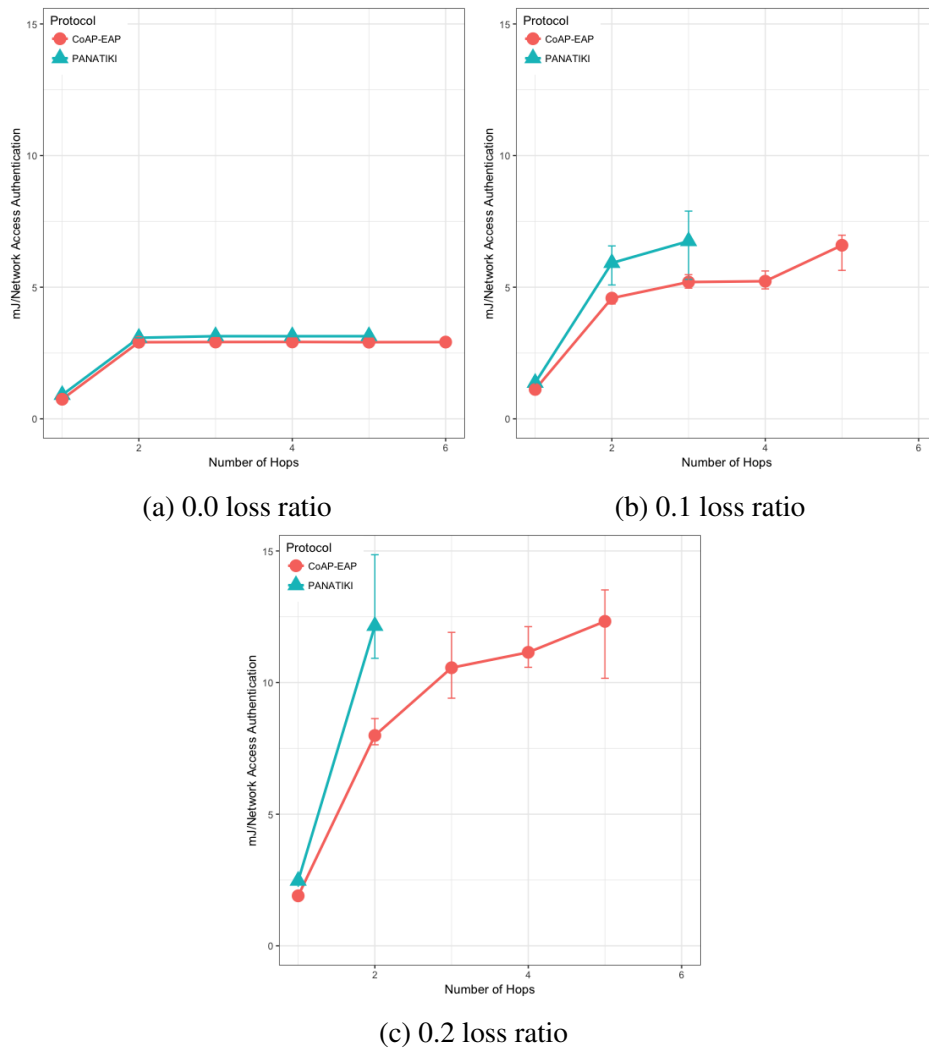 Protocol
CoAP-EAP
PANATIKI
15
10
5
0
mJ/Network Access Authentication
2
4
6
Number of Hops
(a) 0.0 loss ratio
Protocol
CoAP-EAP
PANATIKI
15
10
5
0
mJ/Network Access Authentication
2
4
6
Number of Hops
(b) 0.1 loss ratio
Protocol
CoAP-EAP
PANATIKI
15
10
5
0
mJ/Network Access Authentication
2
4
6
Number of Hops
(c) 0.2 loss ratio